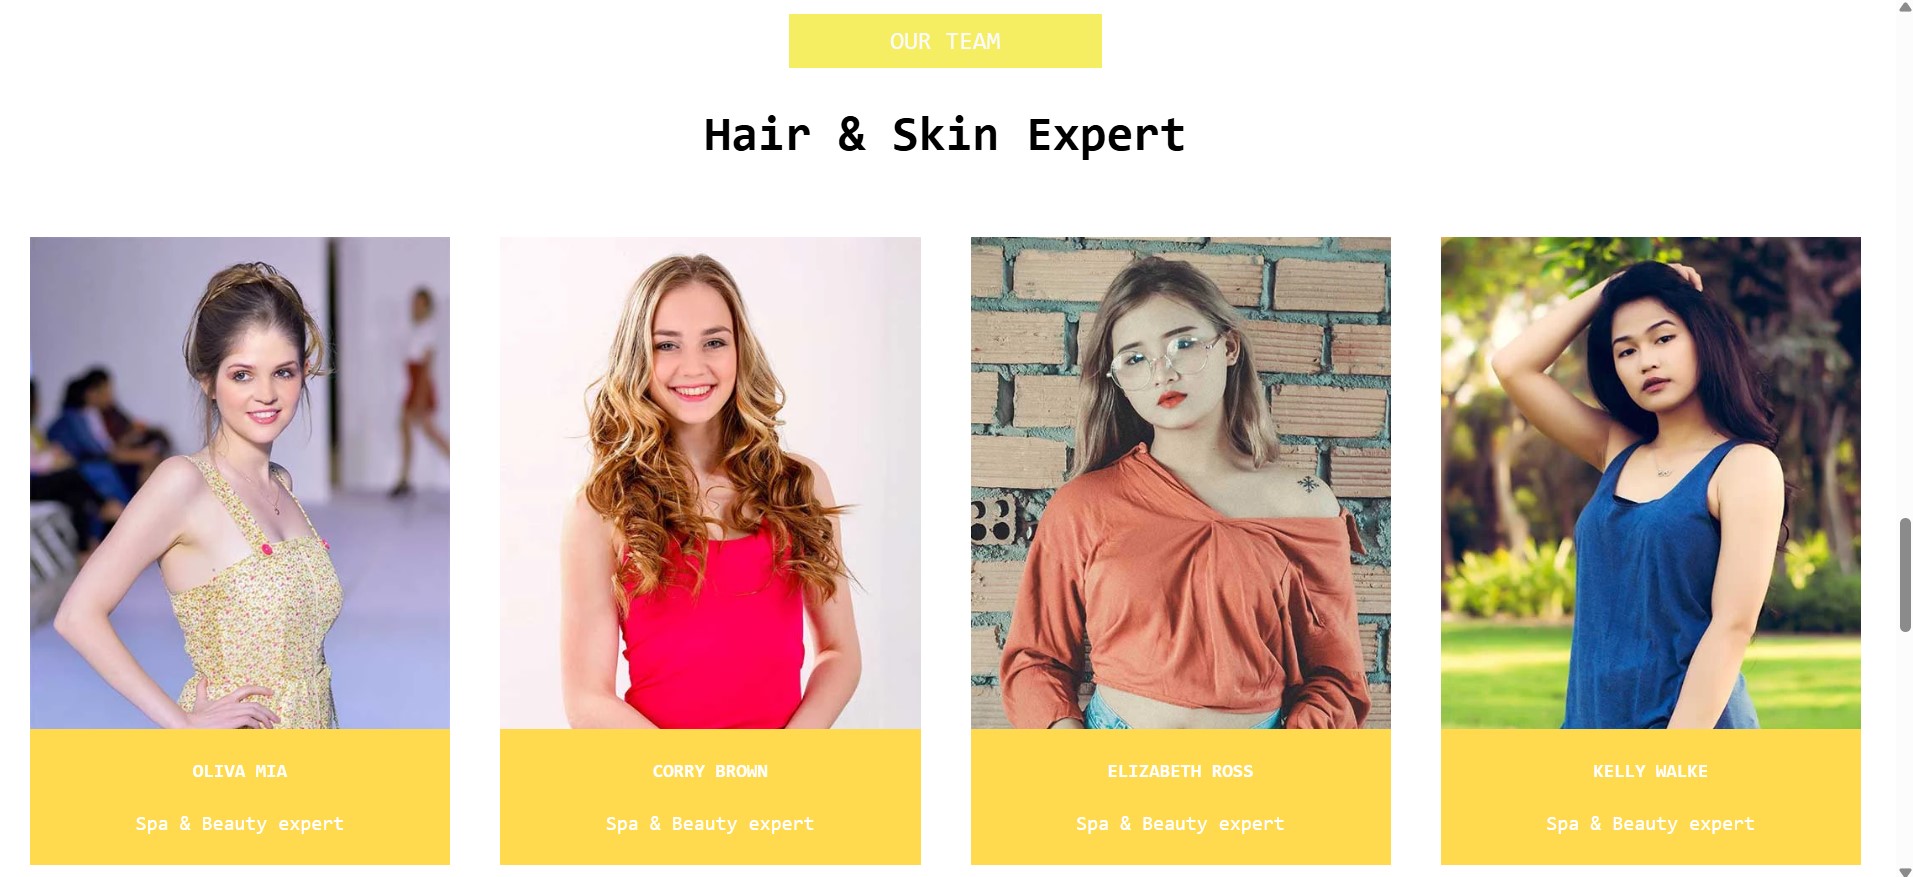 OUR TEAM
Hair & Skin Expert
OLIVA MIA
Spa & Beauty expert
CORRY BROWN
Spa & Beauty expert
ELIZABETH ROSS
Spa & Beauty expert
KELLY WALKE
Spa & Beauty expert